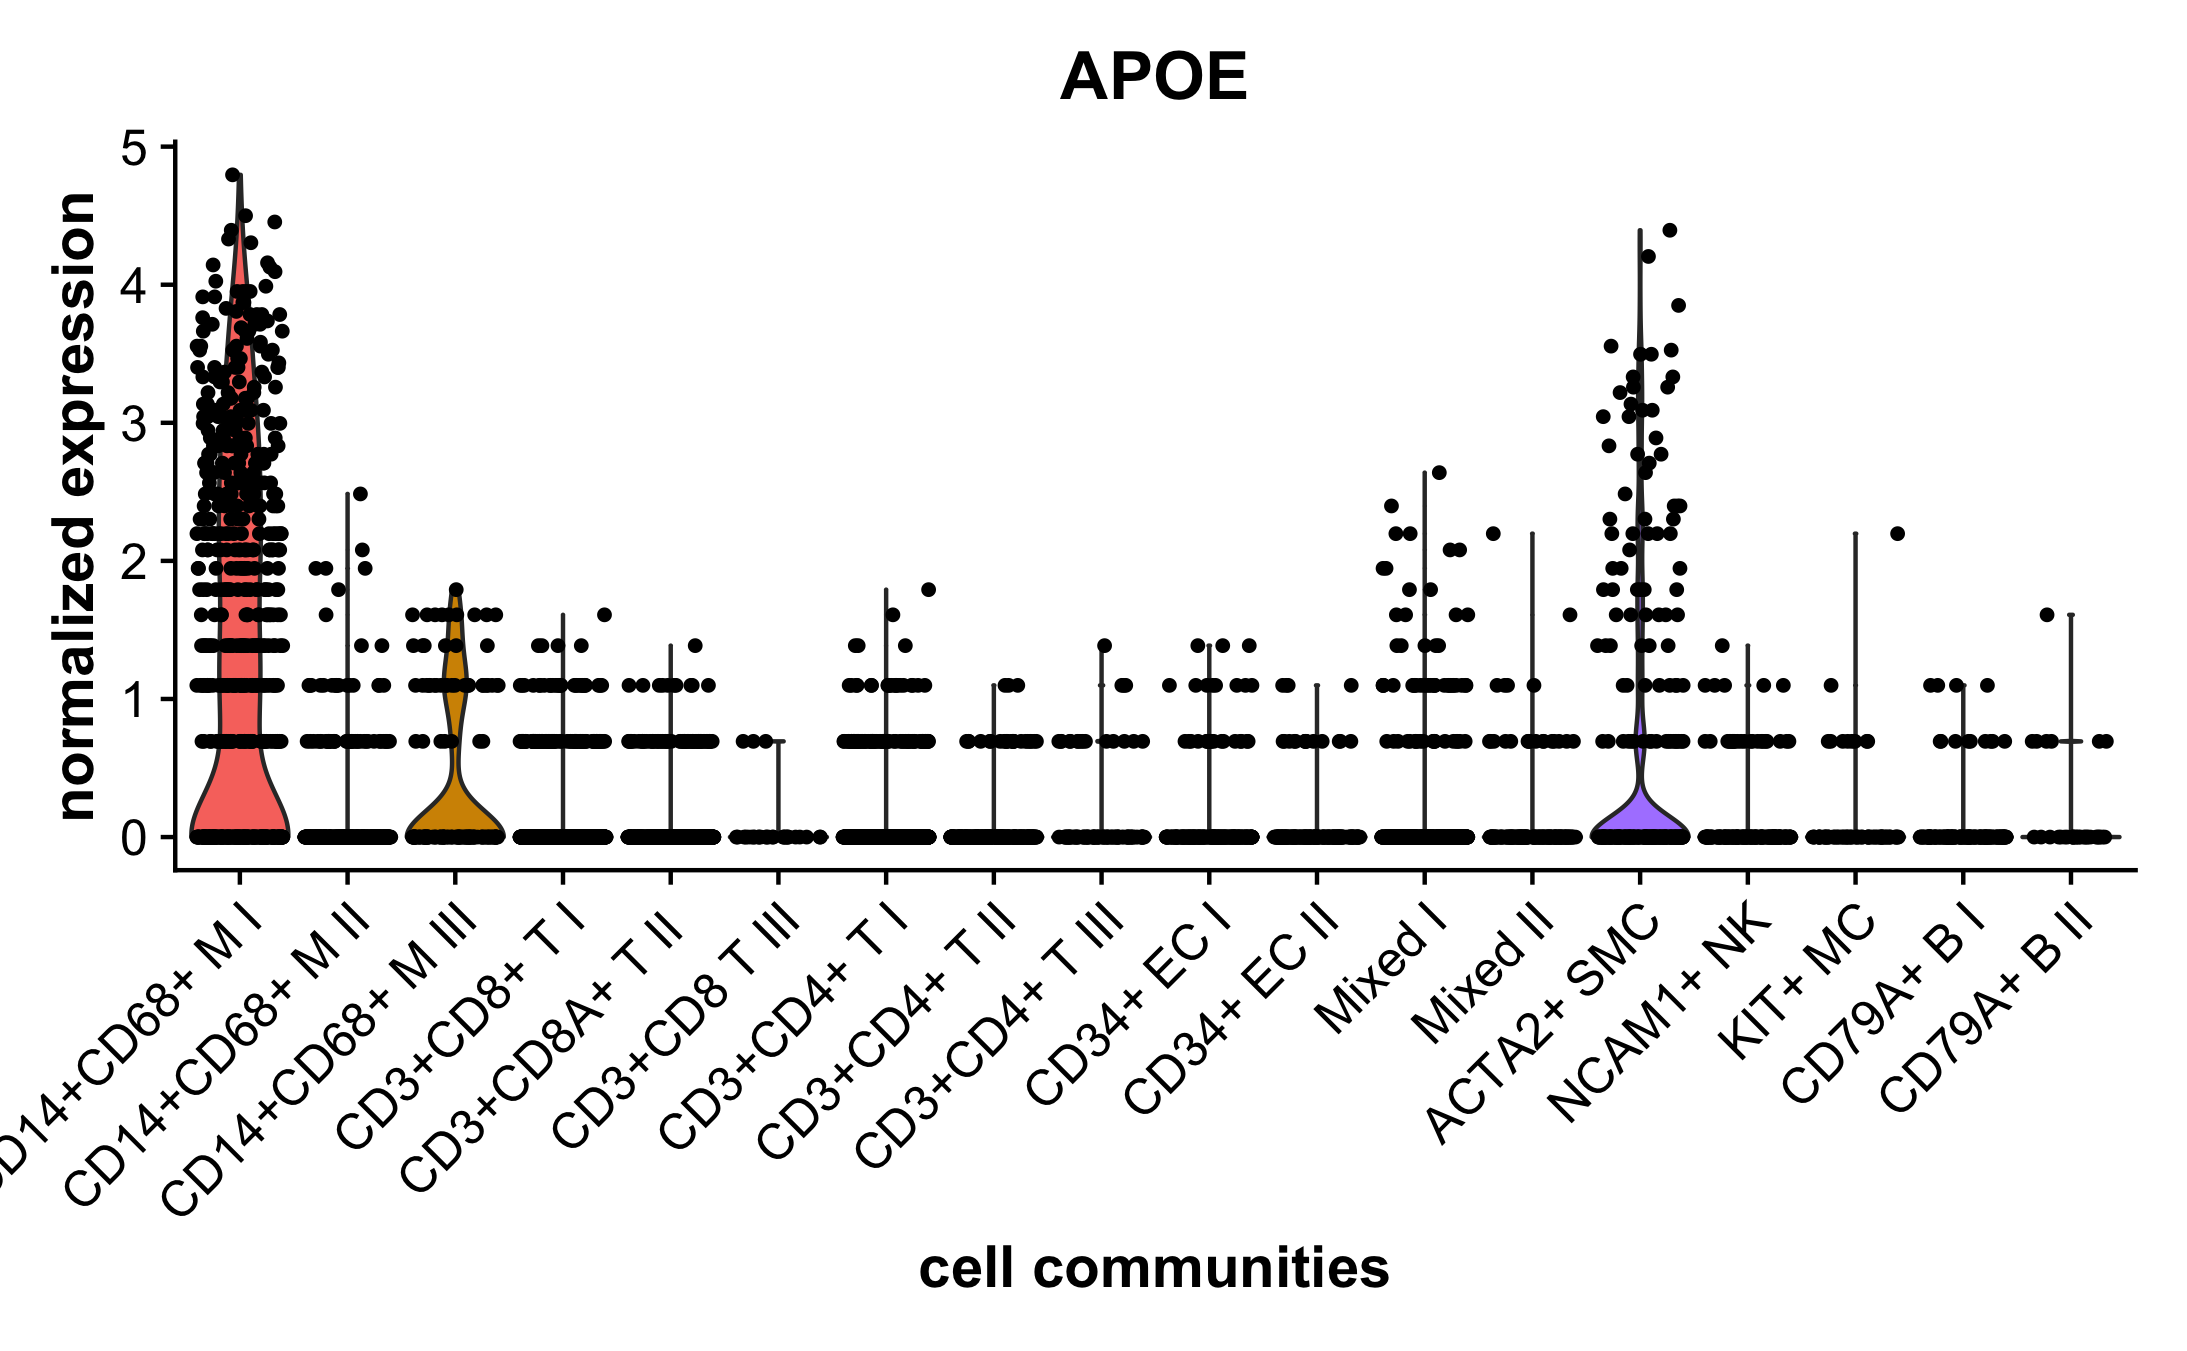 APOE
normalized expression
5
4
3
2
1
0
CD14+CD68+ M I
CD14+CD68+ M II
CD14+CD68+ M III
CD3+CD8+ T I
CD3+CD8A+ T II
CD3+CD8 T III
CD3+CD4+ T I
CD3+CD4+ T II
CD3+CD4+ T III
CD34+ EC I
CD34+ EC II
Mixed I
Mixed II
ACTA2+ SMC
NCAM1+ NK
KIT+ MC
CD79A+ B I
CD79A+ B II
cell communities